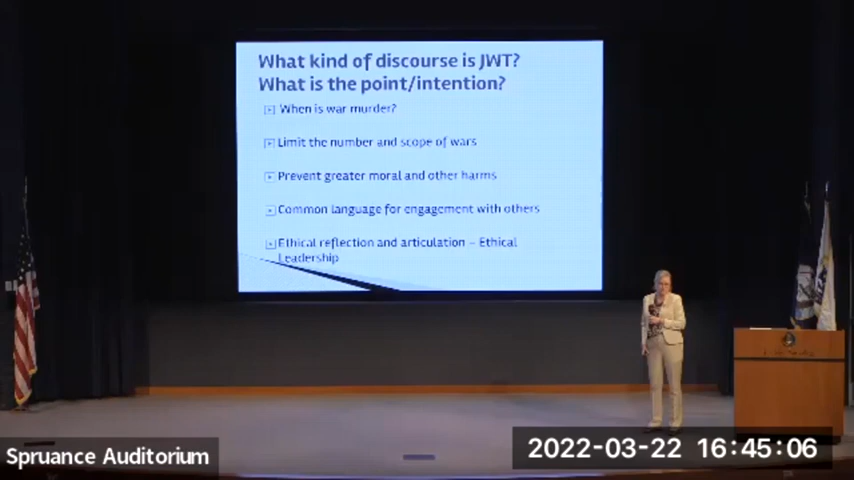 What kind of discourse is JWT?
What is the point/intention?
When is war murder?
Limit the number and scope of wars
Prevent greater moral and other harms
Common language for engagement with others
Ethical reflection and articulation – Ethical
Leadership
Spruance Auditorium
2022-03-22 16:45:06